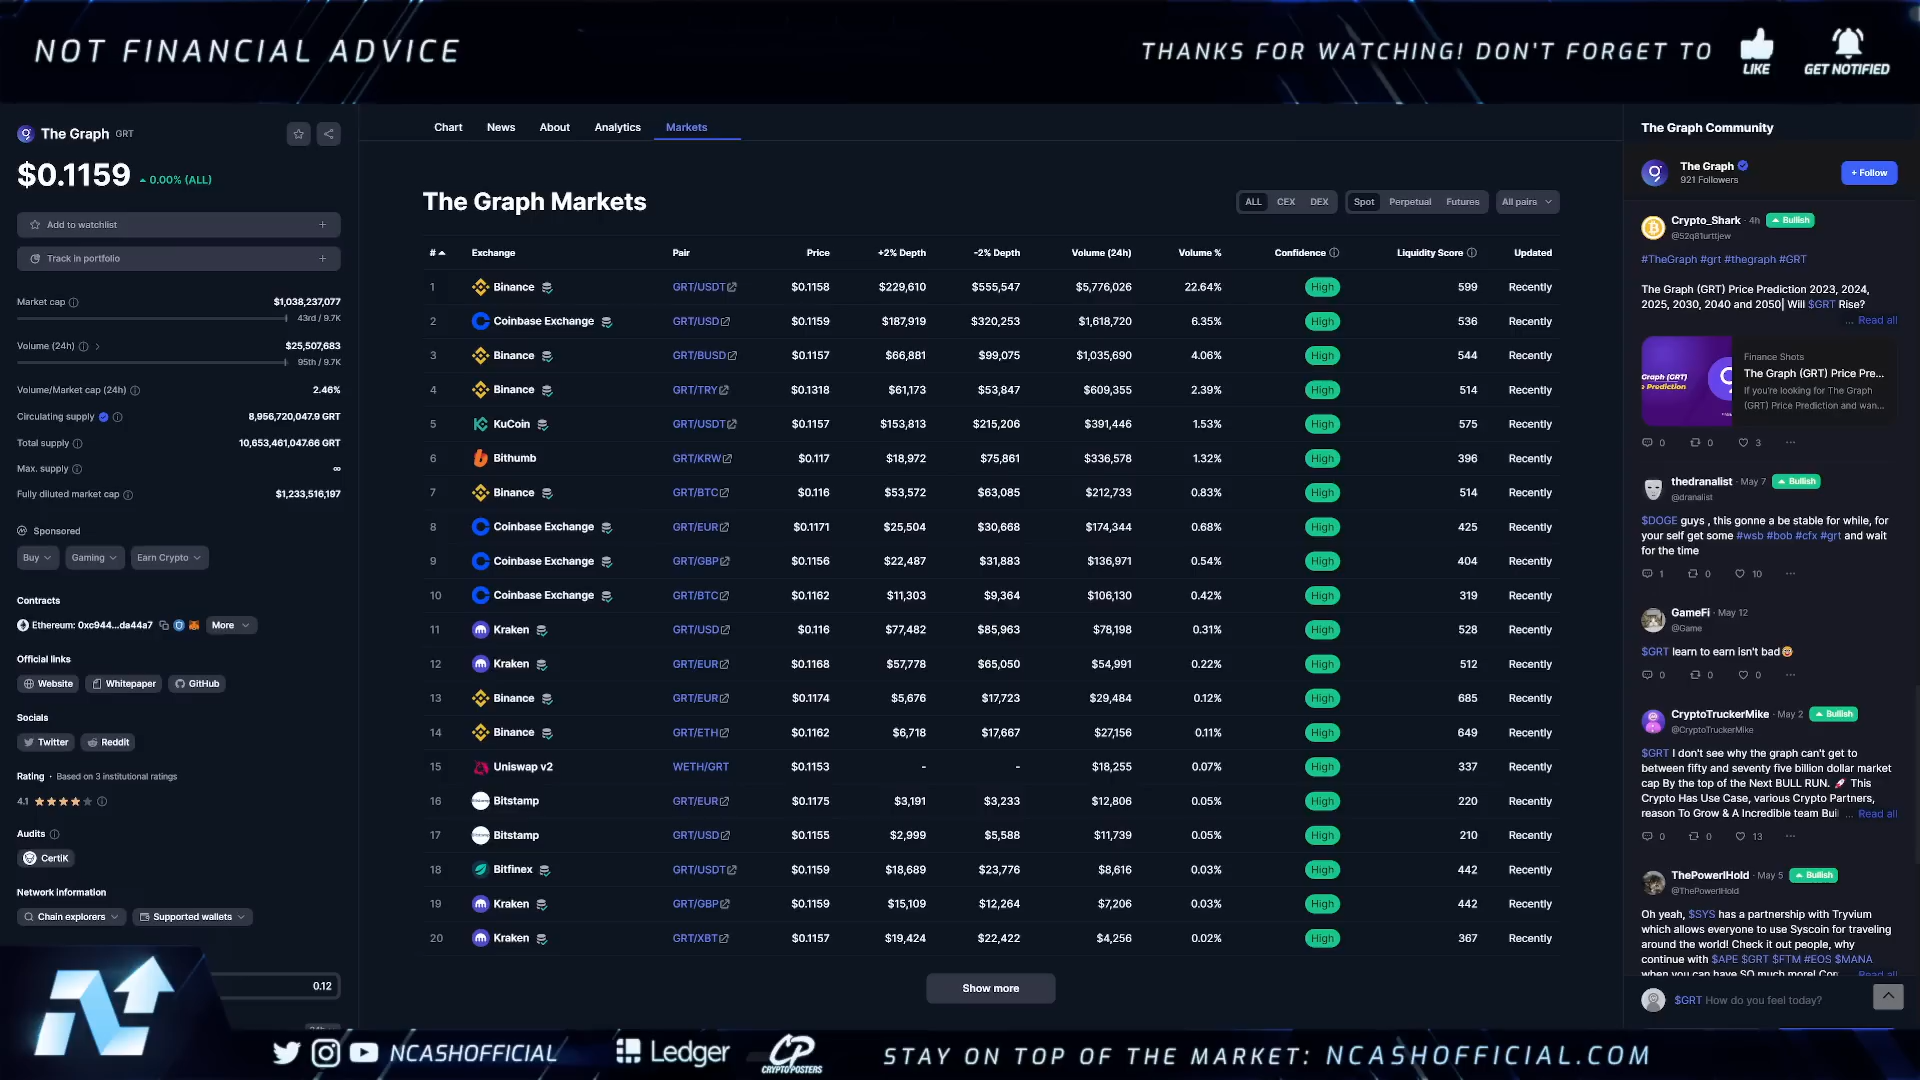 NOT FINANCIAL ADVICE
THANKS FOR WATCHING! DON'T FORGET TO
LIKE
GET NOTIFIED
The Graph GRT
$0.1159 0.00% (ALL)
Add to watchlist +
Track in portfolio +
Market cap $1,038,237,077
43rd / 9.7K
Volume (24h) > $25,507,683
95th / 9.7K
Volume/Market cap (24h) 2.46%
Circulating supply 8,956,720,047.9 GRT
Total supply 10,653,461,047.66 GRT
Max. supply ∞
Fully diluted market cap $1,233,516,197
Sponsored
Buy Gaming Earn Crypto
Contracts
Ethereum: 0xc944...da44a7 More
Official links
Website Whitepaper GitHub
Socials
Twitter Reddit
Rating · Based on 3 institutional ratings
4.1
Audits
CertiK
Network information
Chain explorers Supported wallets
0.12
Chart News About Analytics Markets
The Graph Markets
ALL CEX DEX Spot Perpetual Futures All pairs
# Exchange Pair Price +2% Depth -2% Depth Volume (24h) Volume % Confidence Liquidity Score Updated
1 Binance GRT/USDT $0.1158 $229,610 $555,547 $5,776,026 22.64% High 599 Recently
2 Coinbase Exchange GRT/USD $0.1159 $187,919 $320,253 $1,618,720 6.35% High 536 Recently
3 Binance GRT/BUSD $0.1157 $66,881 $99,075 $1,035,690 4.06% High 544 Recently
4 Binance GRT/TRY $0.1318 $61,173 $53,847 $609,355 2.39% High 514 Recently
5 KuCoin GRT/USDT $0.1157 $153,813 $215,206 $391,446 1.53% High 575 Recently
6 Bithumb GRT/KRW $0.117 $18,972 $75,861 $336,578 1.32% High 396 Recently
7 Binance GRT/BTC $0.116 $53,572 $63,085 $212,733 0.83% High 514 Recently
8 Coinbase Exchange GRT/EUR $0.1171 $25,504 $30,668 $174,344 0.68% High 425 Recently
9 Coinbase Exchange GRT/GBP $0.1156 $22,487 $31,883 $136,971 0.54% High 404 Recently
10 Coinbase Exchange GRT/BTC $0.1162 $11,303 $9,364 $106,130 0.42% High 319 Recently
11 Kraken GRT/USD $0.116 $77,482 $85,963 $78,198 0.31% High 528 Recently
12 Kraken GRT/EUR $0.1168 $57,778 $65,050 $54,991 0.22% High 512 Recently
13 Binance GRT/EUR $0.1174 $5,676 $17,723 $29,484 0.12% High 685 Recently
14 Binance GRT/ETH $0.1162 $6,718 $17,667 $27,156 0.11% High 649 Recently
15 Uniswap v2 WETH/GRT $0.1153 - - $18,255 0.07% High 337 Recently
16 Bitstamp GRT/EUR $0.1175 $3,191 $3,233 $12,806 0.05% High 220 Recently
17 Bitstamp GRT/USD $0.1155 $2,999 $5,588 $11,739 0.05% High 210 Recently
18 Bitfinex GRT/USDT $0.1159 $18,689 $23,776 $8,616 0.03% High 442 Recently
19 Kraken GRT/GBP $0.1159 $15,109 $12,264 $7,206 0.03% High 442 Recently
20 Kraken GRT/XBT $0.1157 $19,424 $22,422 $4,256 0.02% High 367 Recently
Show more
The Graph Community
The Graph
921 Followers
+ Follow
Crypto_Shark · 4h Bullish
@52q81urttjew
#TheGraph #grt #thegraph #GRT
The Graph (GRT) Price Prediction 2023, 2024,
2025, 2030, 2040 and 2050| Will $GRT Rise?
... Read all
Graph (GRT)
e Prediction
Finance Shots
The Graph (GRT) Price Pre...
If you're looking for The Graph
(GRT) Price Prediction and wan...
0 0 3 ...
thedranalist · May 7 Bullish
@dranalist
$DOGE guys , this gonne a be stable for while, for
your self get some #wsb #bob #cfx #grt and wait
for the time
1 0 10 ...
GameFi · May 12
@Game
$GRT learn to earn isn't bad
0 0 0 ...
CryptoTruckerMike · May 2 Bullish
@CryptoTruckerMike
$GRT I don't see why the graph can't get to
between fifty and seventy five billion dollar market
cap By the top of the Next BULL RUN. 🚀 This
Crypto Has Use Case, various Crypto Partners,
reason To Grow & A Incredible team Bui ... Read all
0 0 13 ...
ThePowerIHold · May 5 Bullish
@ThePowerIHold
Oh yeah, $SYS has a partnership with Tryvium
which allows everyone to use Syscoin for traveling
around the world! Check it out people, why
continue with $APE $GRT $FTM #EOS $MANA
when you can have SO much more! Com Read all
$GRT How do you feel today?
NCASHOFFICIAL
Ledger
CP
CRYPTOPOSTERS
STAY ON TOP OF THE MARKET: NCASHOFFICIAL.COM